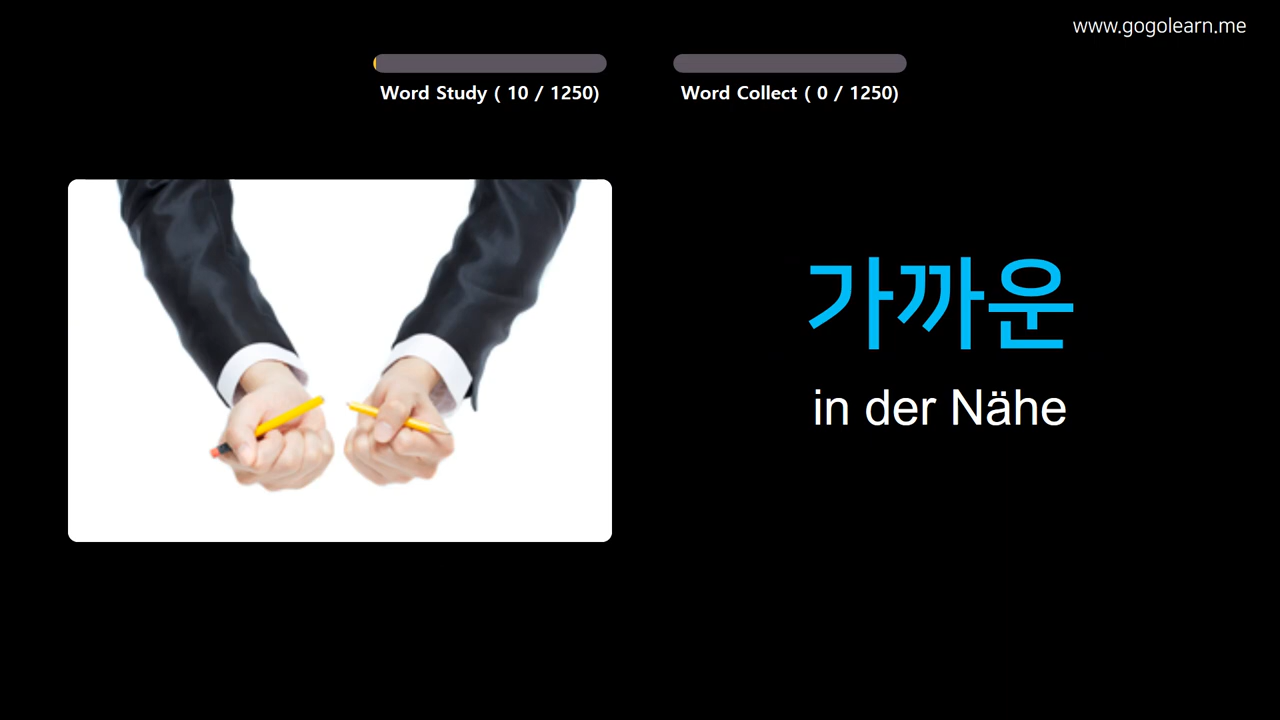 www.gogolearn.me
Word Study ( 10 / 1250)
Word Collect ( 0 / 1250)
가까운
in der Nähe